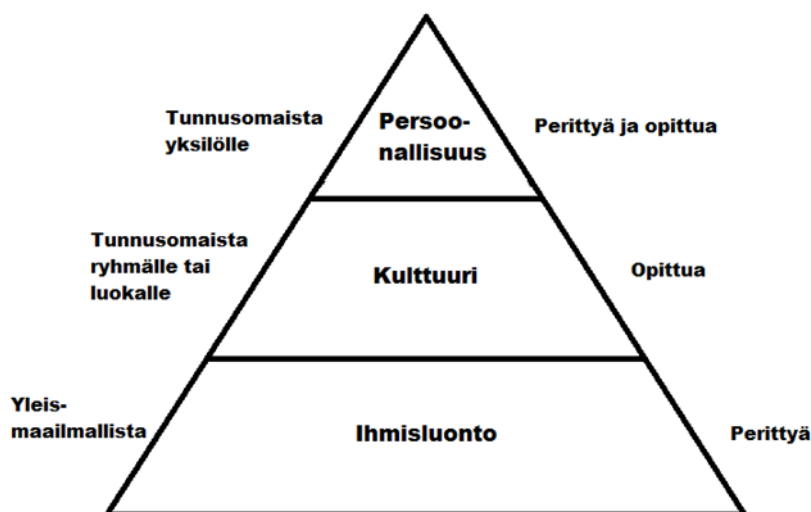 Tunnusomaista
yksilölle
Persoo-
nallisuus
Perittyä ja opittua
Tunnusomaista
ryhmälle tai
luokalle
Kulttuuri
Opittua
Yleis-
maailmallista
Ihmisluonto
Perittyä